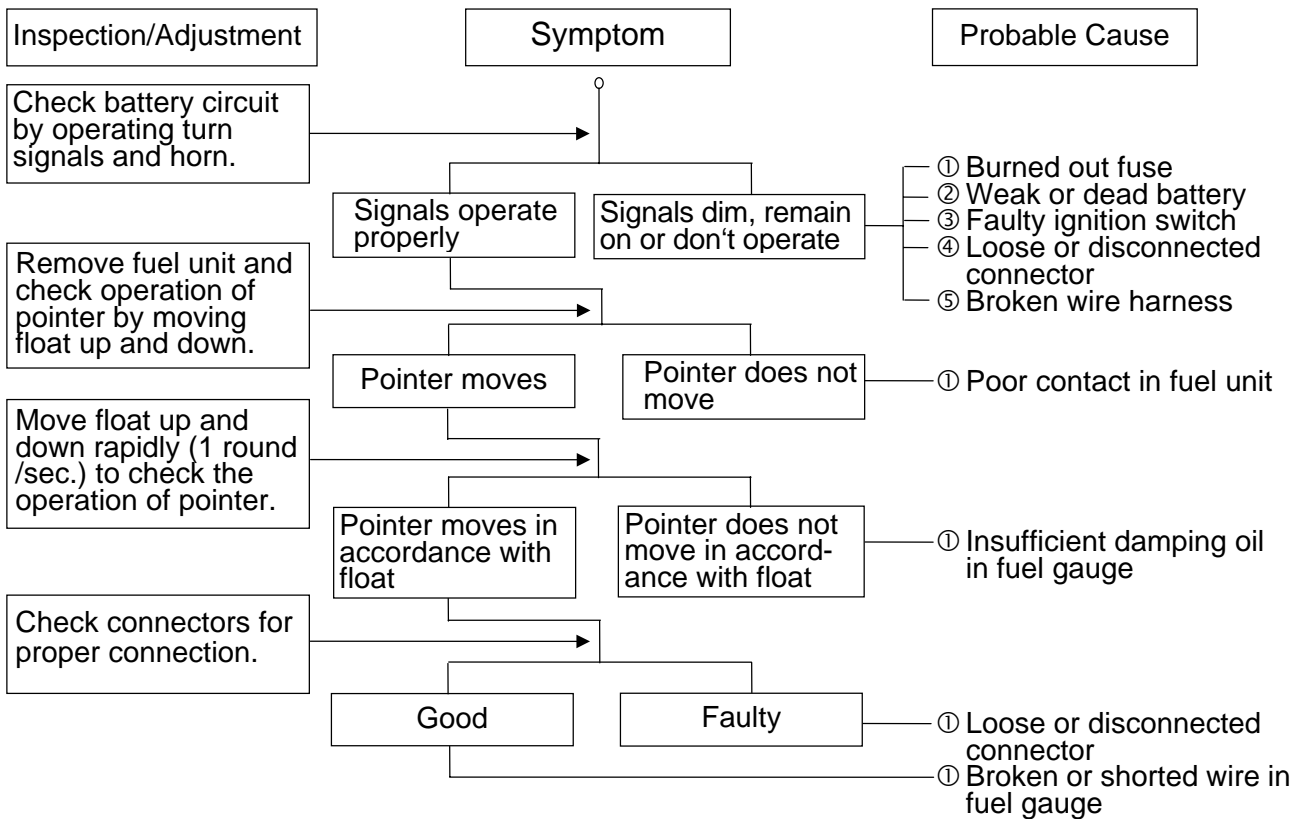 Inspection/Adjustment
Symptom
Probable Cause
Check battery circuit
by operating turn
signals and horn.
Signals operate
properly
Signals dim, remain
on or don‘t operate
① Burned out fuse
② Weak or dead battery
③ Faulty ignition switch
④ Loose or disconnected
connector
⑤ Broken wire harness
Remove fuel unit and
check operation of
pointer by moving
float up and down.
Pointer moves
Pointer does not
move
① Poor contact in fuel unit
Move float up and
down rapidly (1 round
/sec.) to check the
operation of pointer.
Pointer moves in
accordance with
float
Pointer does not
move in accord-
ance with float
① Insufficient damping oil
in fuel gauge
Check connectors for
proper connection.
Good
Faulty
① Loose or disconnected
connector
① Broken or shorted wire in
fuel gauge